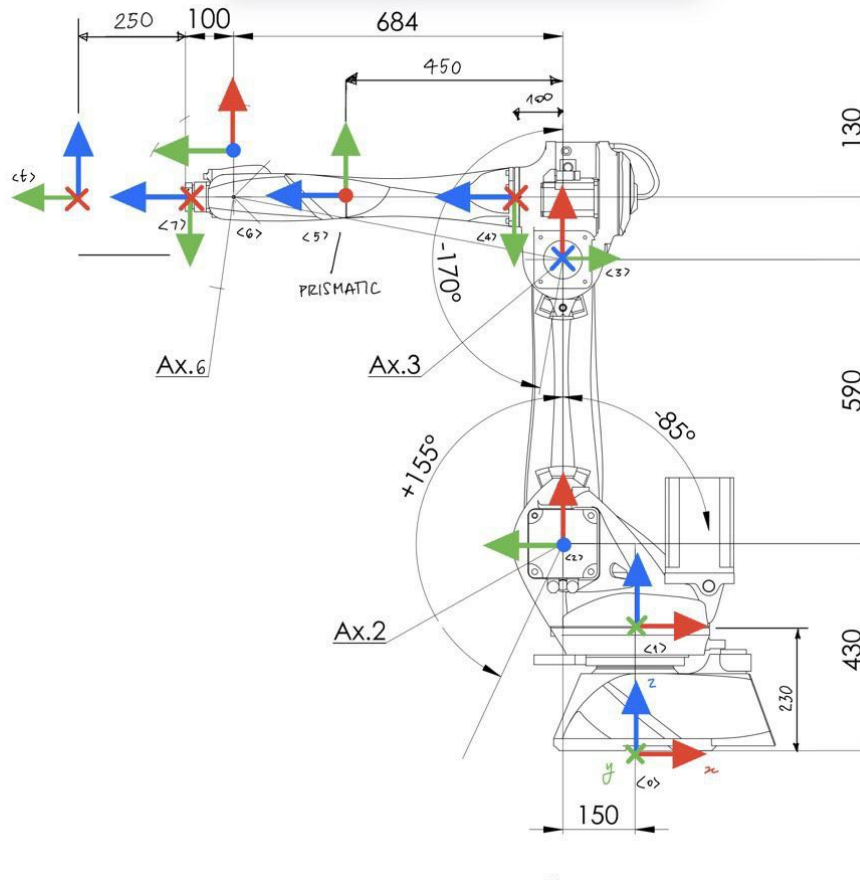 250 100 684
450
100
130
<t>
<7>
<6>
<5>
<4>
<3>
-170°
PRISMATIC
Ax.6
Ax.3
590
-85°
+155°
<2>
Ax.2
<1>
430
z
230
y
<0>
x
150